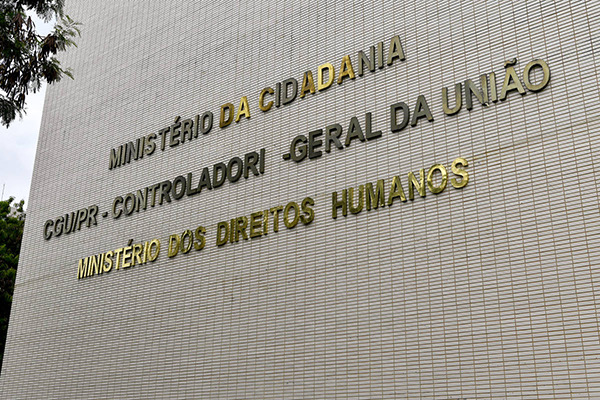 MINISTÉRIO DA CIDADANIA
CGU/PR - CONTROLADORI -GERAL DA UNIÃO
MINISTÉRIO DOS DIREITOS HUMANOS